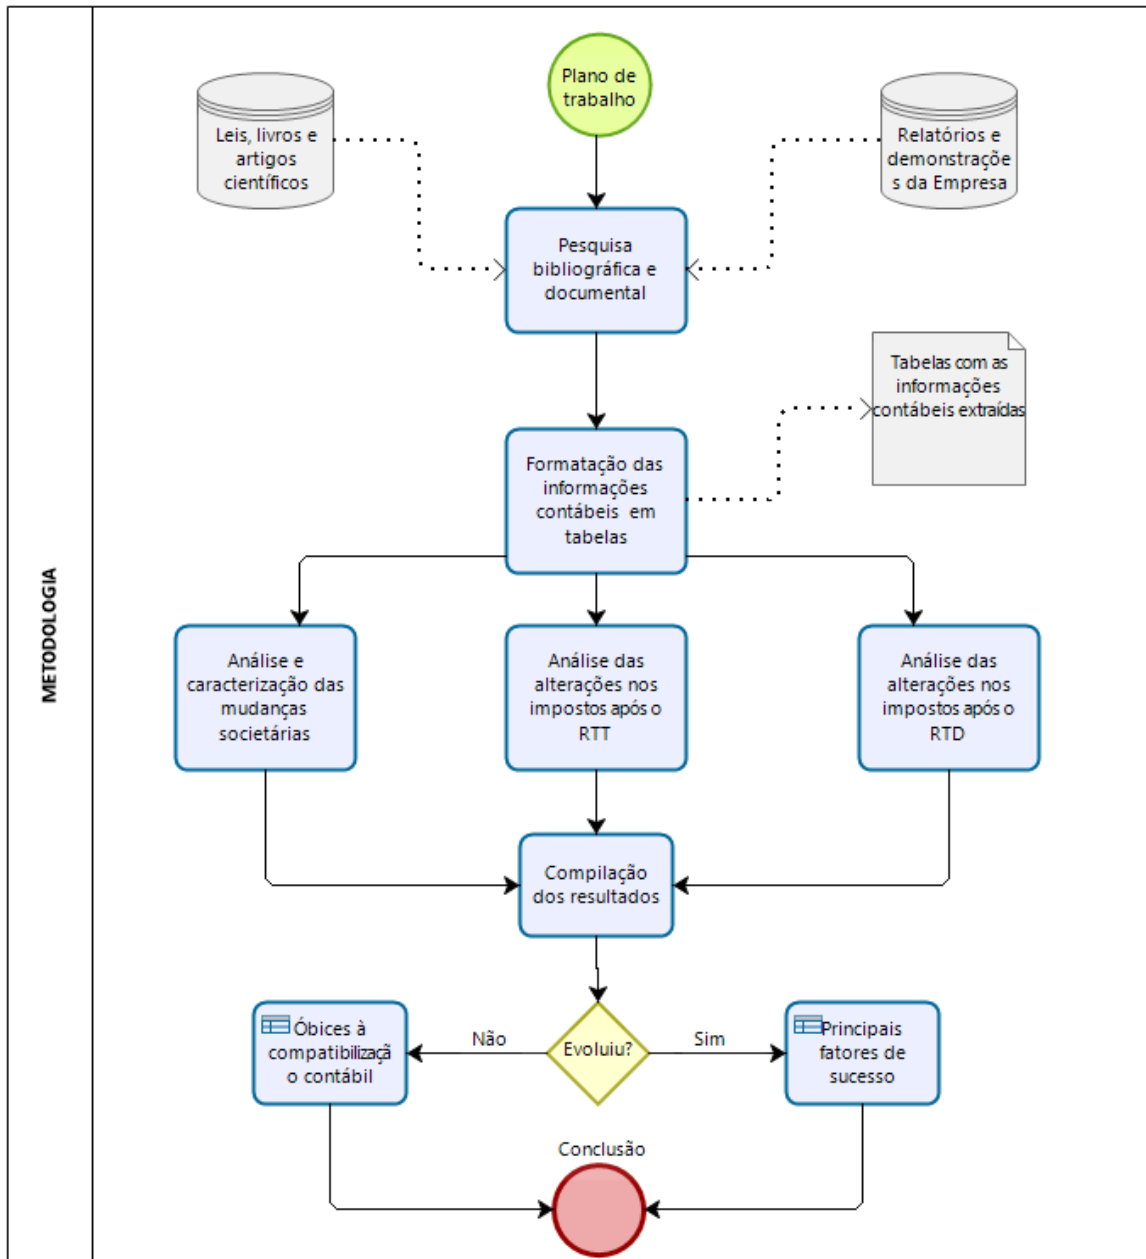 METODOLOGIA
Plano de
trabalho
Leis, livros e
artigos
científicos
Relatórios e
demonstraçõe
s da Empresa
Pesquisa
bibliográfica e
documental
Tabelas com as
informações
contábeis extraídas
Formatação das
informações
contábeis em
tabelas
Análise e
caracterização das
mudanças
societárias
Análise das
alterações nos
impostos após o
RTT
Análise das
alterações nos
impostos após o
RTD
Compilação
dos resultados
Evoluiu?
Não
Sim
Óbices à
compatibilizaçã
o contábil
Principais
fatores de
sucesso
Conclusão